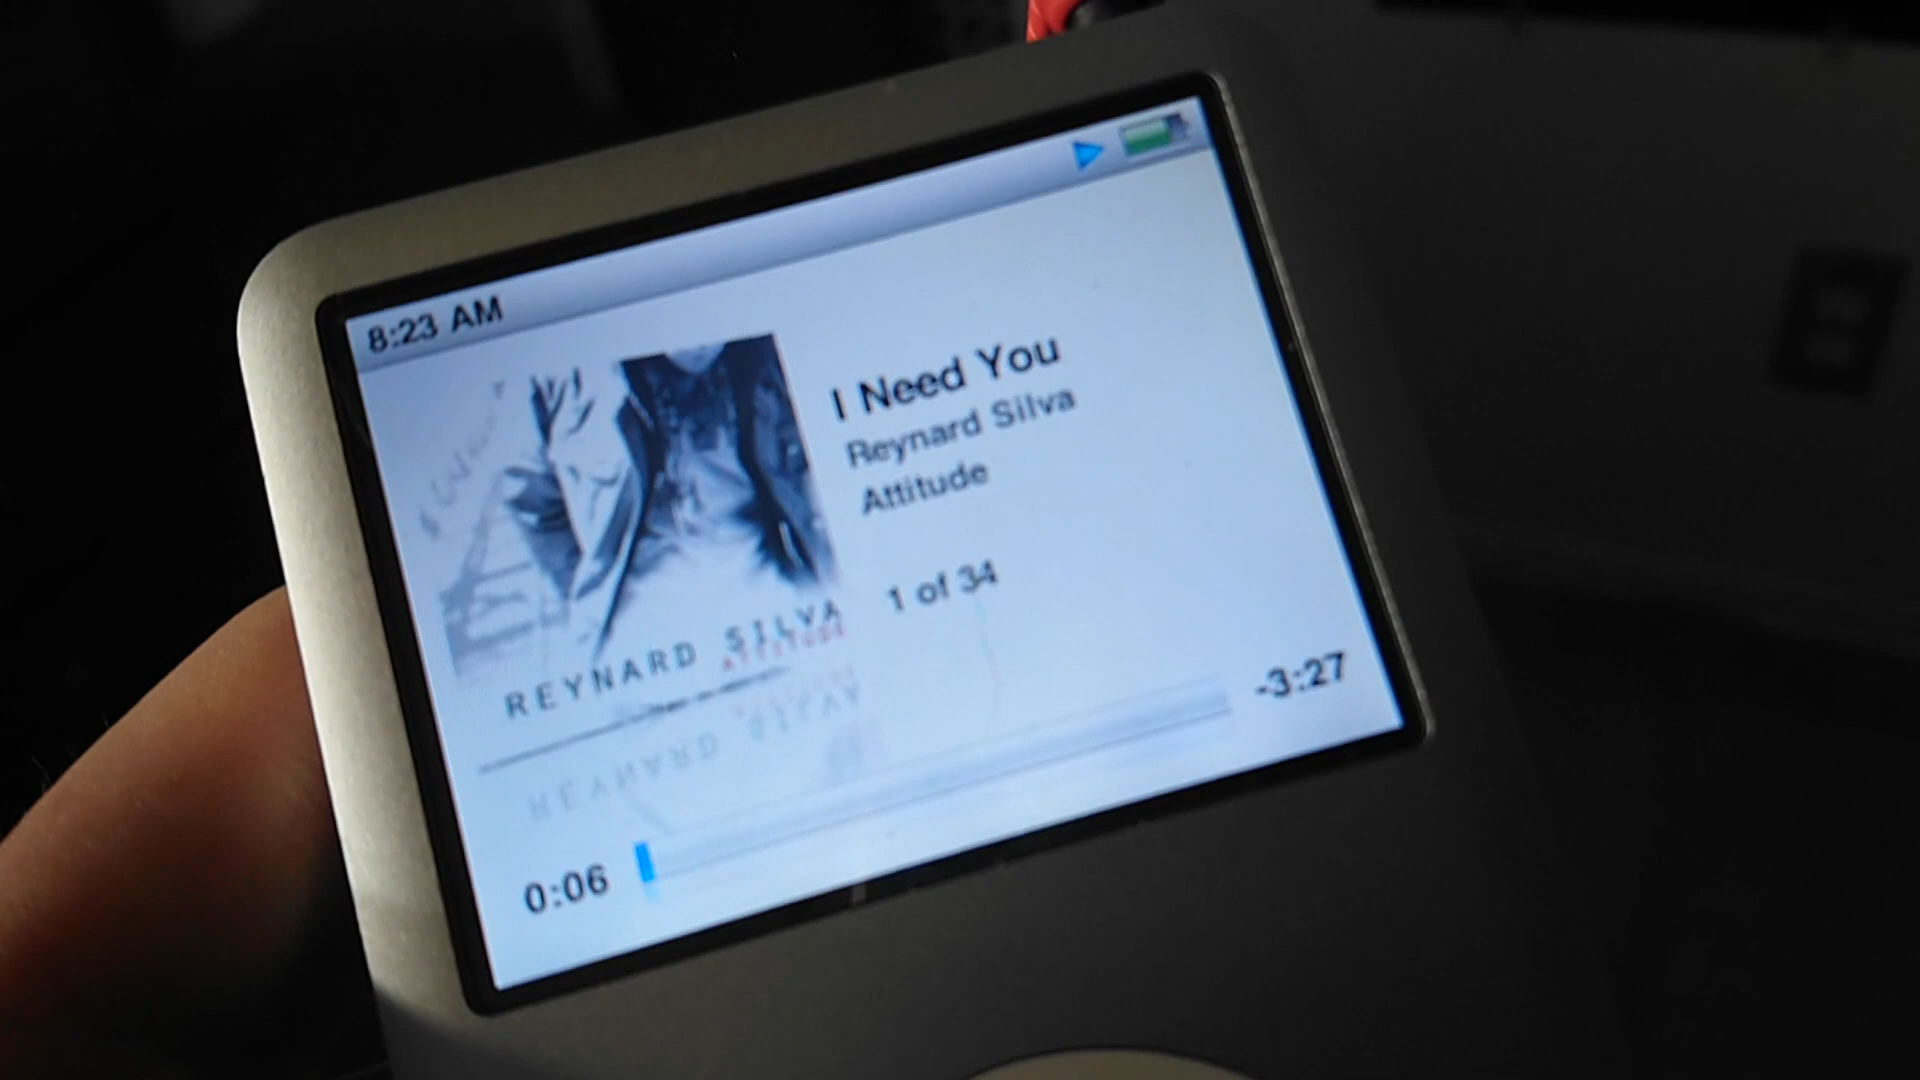 8:23 AM
I Need You
Reynard Silva
Attitude
1 of 34
REYNARD SILVA
ATTITUDE
0:06
-3:27